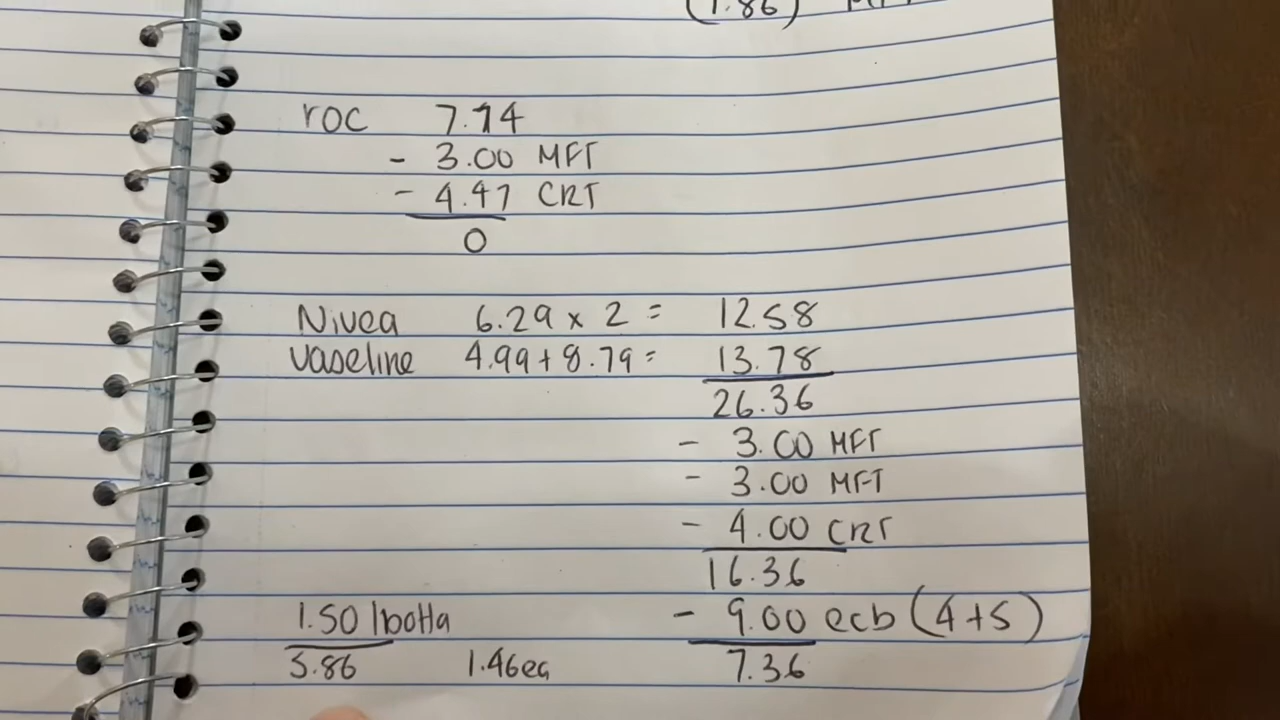 (1.86)
roc 7.74
- 3.00 MFT
- 4.47 CRT
0
Nivea 6.29 x 2 = 12.58
Vaseline 4.99 + 8.79 = 13.78
26.36
- 3.00 MFT
- 3.00 MFT
- 4.00 CRT
16.36
1.50 Ibotta - 9.00 ecb (4+5)
5.86 1.46ea 7.36